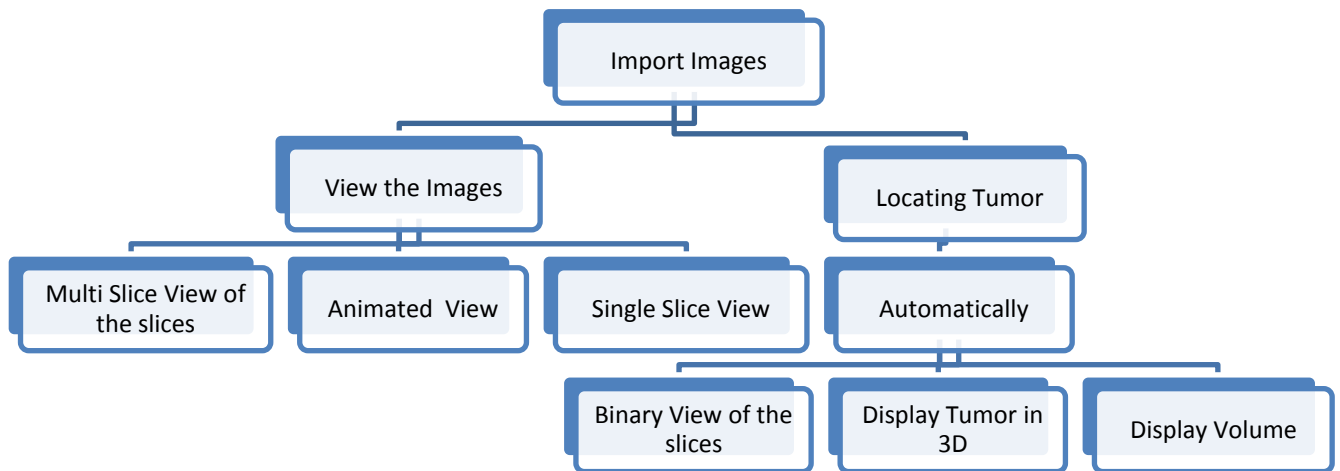 Import Images
View the Images
Locating Tumor
Multi Slice View of
the slices
Animated  View
Single Slice View
Automatically
Binary View of the
slices
Display Tumor in
3D
Display Volume